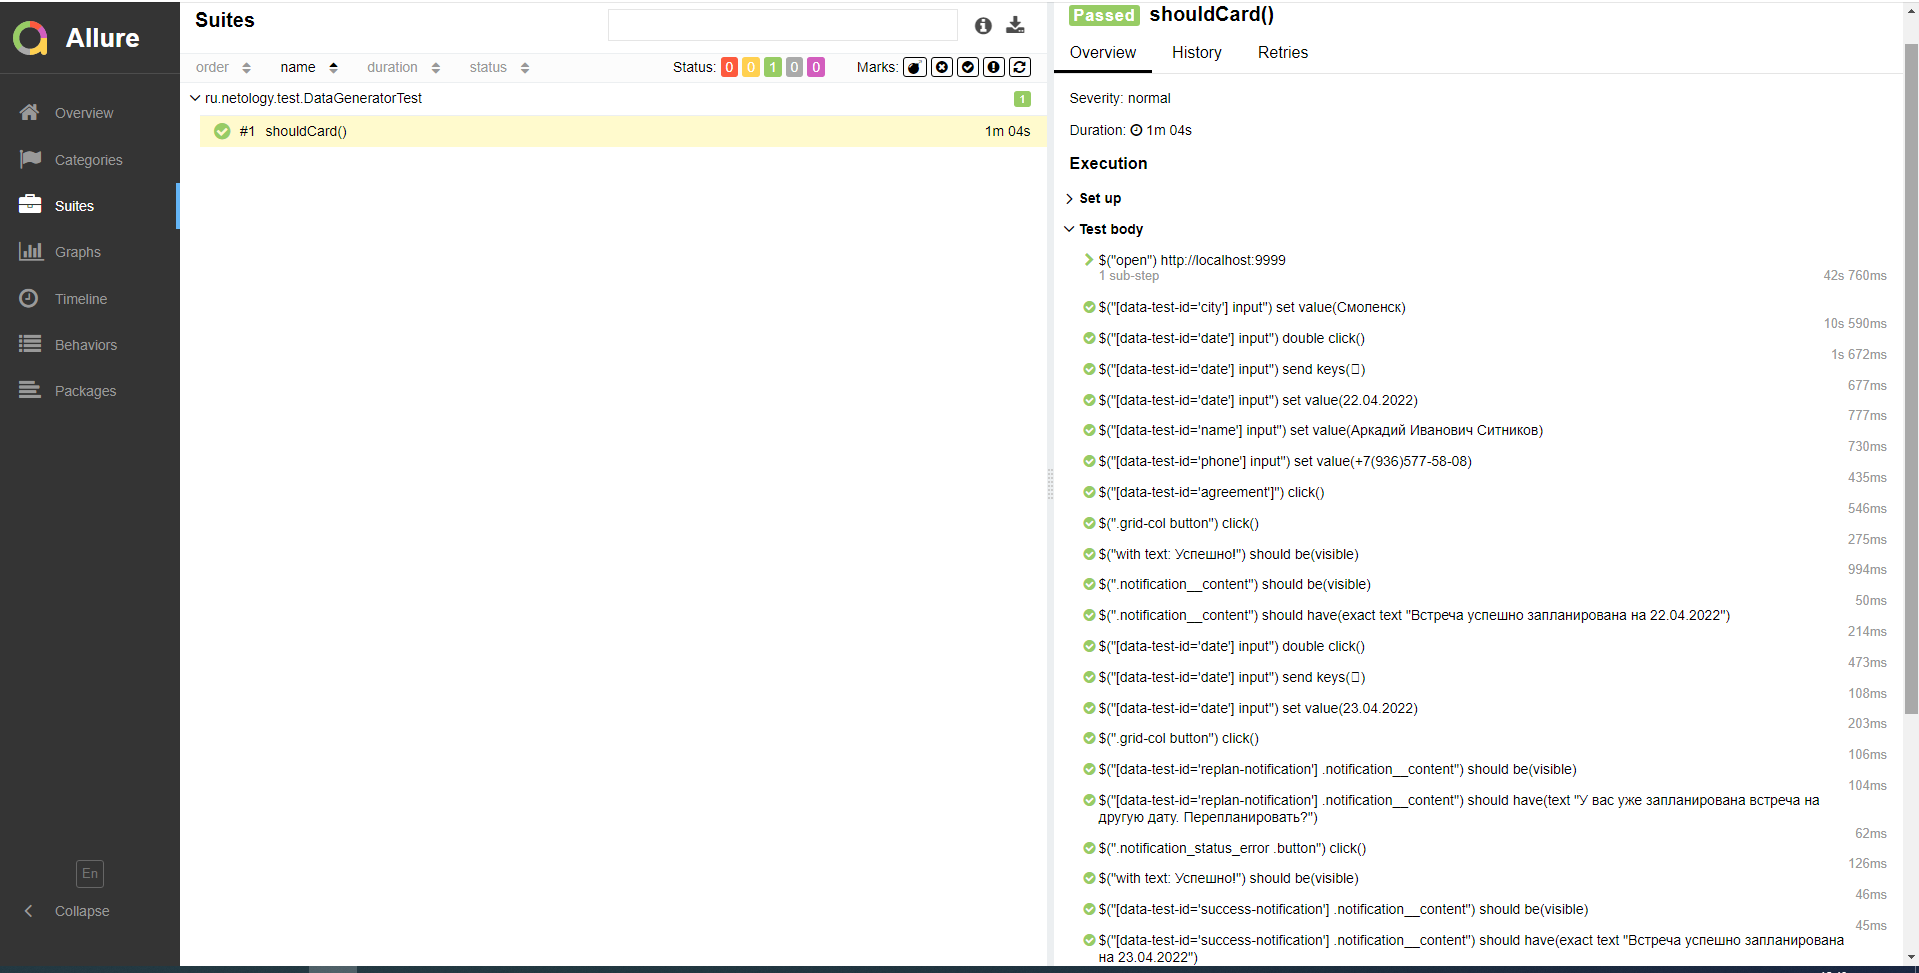 Allure
Overview
Categories
Suites
Graphs
Timeline
Behaviors
Packages
En
Collapse
Suites
order name duration status
Status: 0 0 1 0 0 Marks:
ru.netology.test.DataGeneratorTest 1
#1 shouldCard() 1m 04s
Passed shouldCard()
Overview History Retries
Severity: normal
Duration: 1m 04s
Execution
Set up
Test body
$("open") http://localhost:9999
1 sub-step 42s 760ms
$("[data-test-id='city'] input") set value(Смоленск)
10s 590ms
$("[data-test-id='date'] input") double click()
1s 672ms
$("[data-test-id='date'] input") send keys(▯)
677ms
$("[data-test-id='date'] input") set value(22.04.2022)
777ms
$("[data-test-id='name'] input") set value(Аркадий Иванович Ситников)
730ms
$("[data-test-id='phone'] input") set value(+7(936)577-58-08)
435ms
$("[data-test-id='agreement']") click()
546ms
$(".grid-col button") click()
275ms
$("with text: Успешно!") should be(visible)
994ms
$(".notification__content") should be(visible)
50ms
$(".notification__content") should have(exact text "Встреча успешно запланирована на 22.04.2022")
214ms
$("[data-test-id='date'] input") double click()
473ms
$("[data-test-id='date'] input") send keys(▯)
108ms
$("[data-test-id='date'] input") set value(23.04.2022)
203ms
$(".grid-col button") click()
106ms
$("[data-test-id='replan-notification'] .notification__content") should be(visible)
104ms
$("[data-test-id='replan-notification'] .notification__content") should have(text "У вас уже запланирована встреча на
другую дату. Перепланировать?")
62ms
$(".notification_status_error .button") click()
126ms
$("with text: Успешно!") should be(visible)
46ms
$("[data-test-id='success-notification'] .notification__content") should be(visible)
45ms
$("[data-test-id='success-notification'] .notification__content") should have(exact text "Встреча успешно запланирована
на 23.04.2022")